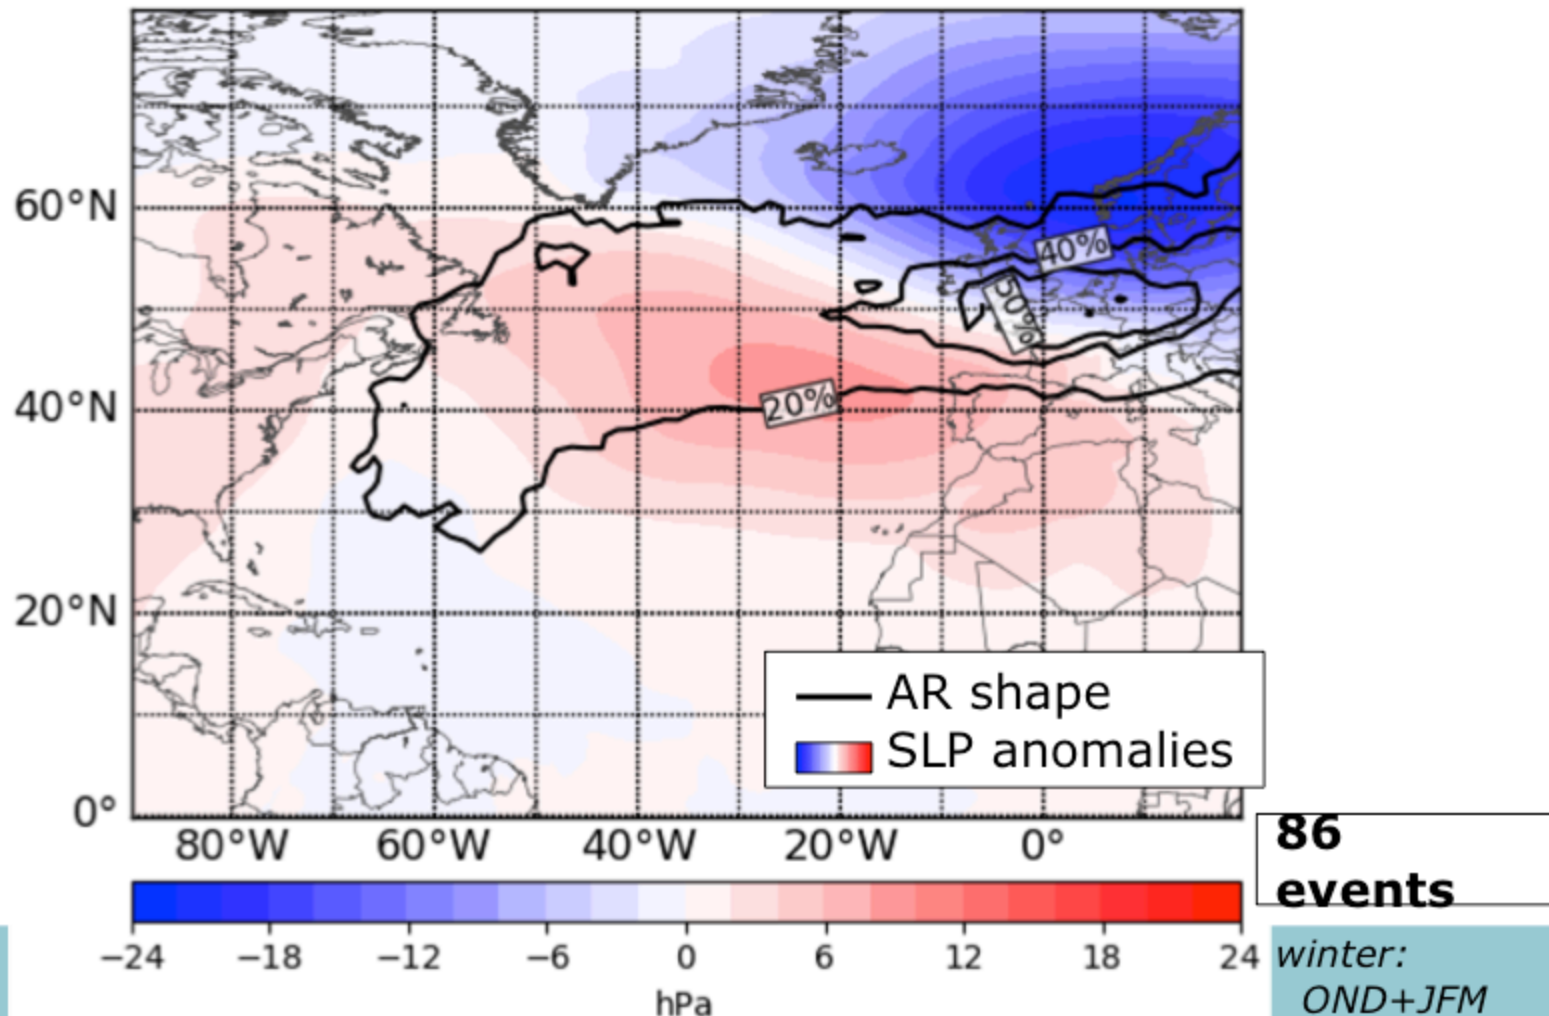 60°N
40%
50%
40°N
20%
20°N
AR shape
SLP anomalies
0°
80°W 60°W 40°W 20°W 0°
86
events
−24 −18 −12 −6 0 6 12 18 24
hPa
winter:
OND+JFM